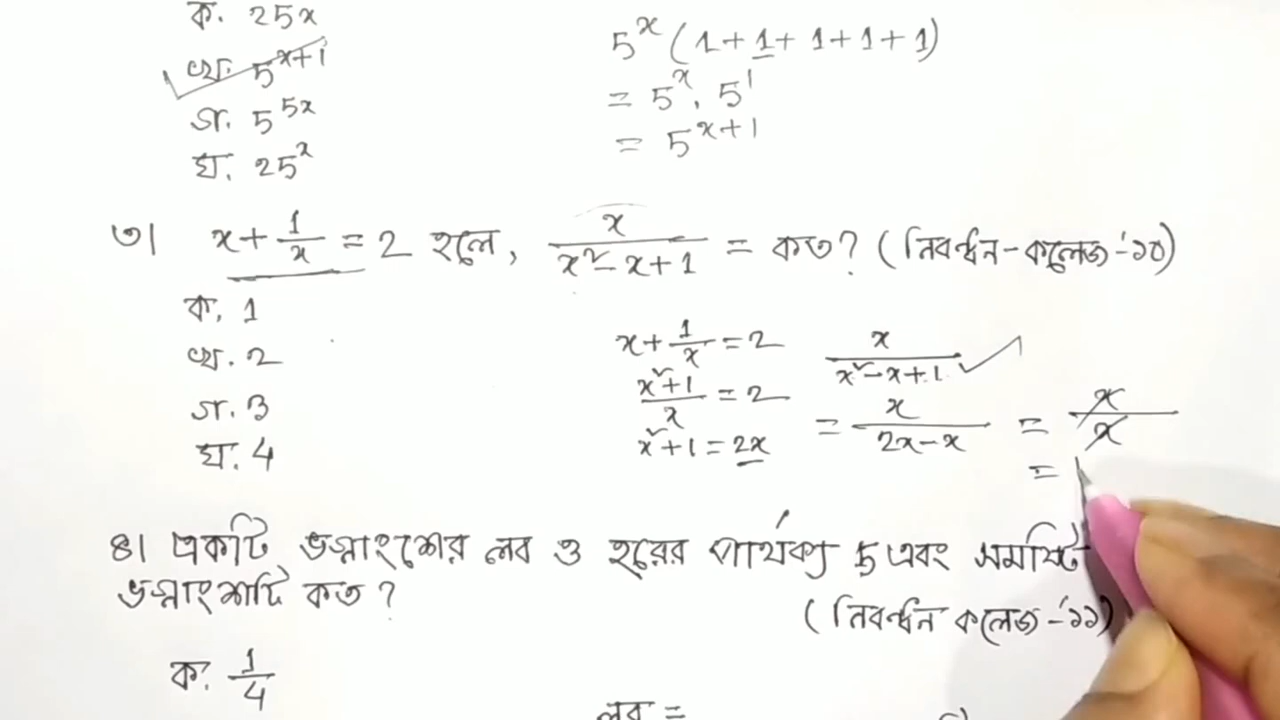 ক. 25x
খ. 5^{x+1}
গ. 5^{5x}
ঘ. 25^x
5^x (1+1+1+1+1)
= 5^x . 5^1
= 5^{x+1}
৩। x + 1/x = 2 হলে, x/(x²-x+1) = কত? (নিবন্ধন-কলেজ-'১০)
ক. 1
খ. 2
গ. 3
ঘ. 4
x + 1/x = 2
(x²+1)/x = 2
x²+1 = 2x
x/(x²-x+1)
= x/(2x-x) = x/x
=
৪। একটি ভগ্নাংশের লব ও হরের পার্থক্য 5 এবং সমষ্টি
ভগ্নাংশটি কত?
(নিবন্ধন কলেজ-'১১)
ক. 1/4
লব =